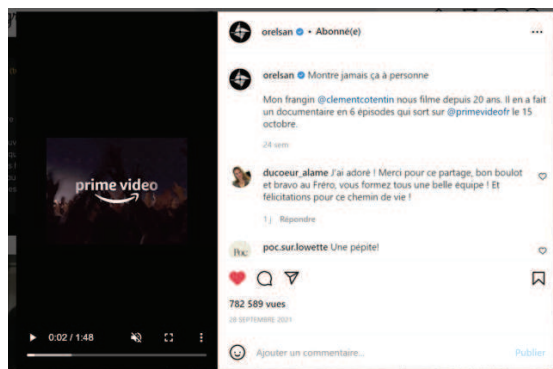 orelsan • Abonné(e)
orelsan Montre jamais ça à personne
Mon frangin @clementcotentin nous filme depuis 20 ans. Il en a fait
un documentaire en 6 épisodes qui sort sur @primevideofr le 15
octobre.
24 sem
ducoeur_alame J'ai adoré ! Merci pour ce partage, bon boulot
et bravo au Fréro, vous formez tous une belle équipe ! Et
félicitations pour ce chemin de vie !
1 j Répondre
poc.sur.lowette Une pépite!
Poc
prime video
782 589 vues
28 SEPTEMBRE 2021
0:02 / 1:48
Ajouter un commentaire...
Publier